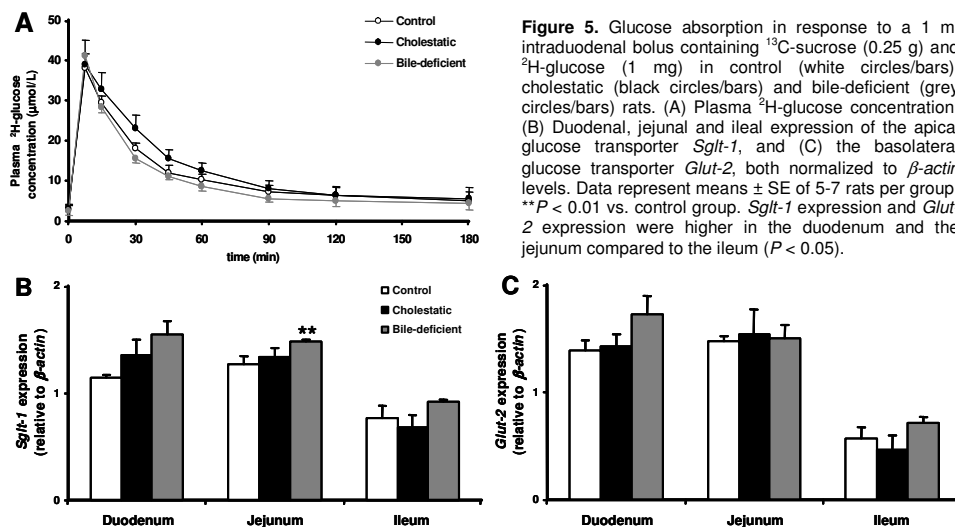 A
50
40
30
20
10
0
Plasma ²H-glucose
concentration (µmol/L)
0 15 30 45 60 75 90 105 120 135 150 165 180
time (min)
Control
Cholestatic
Bile-deficient
Figure 5. Glucose absorption in response to a 1 m
intraduodenal bolus containing ¹³C-sucrose (0.25 g) and
²H-glucose (1 mg) in control (white circles/bars)
cholestatic (black circles/bars) and bile-deficient (grey
circles/bars) rats. (A) Plasma ²H-glucose concentration
(B) Duodenal, jejunal and ileal expression of the apica
glucose transporter Sglt-1, and (C) the basolatera
glucose transporter Glut-2, both normalized to β-actin
levels. Data represent means ± SE of 5-7 rats per group
**P < 0.01 vs. control group. Sglt-1 expression and Glut-
2 expression were higher in the duodenum and the
jejunum compared to the ileum (P < 0.05).
B
2
1
0
Sglt-1 expression
(relative to β-actin)
Control
Cholestatic
Bile-deficient
**
Duodenum Jejunum Ileum
C
2
1
0
Glut-2 expression
(relative to β-actin)
Duodenum Jejunum Ileum